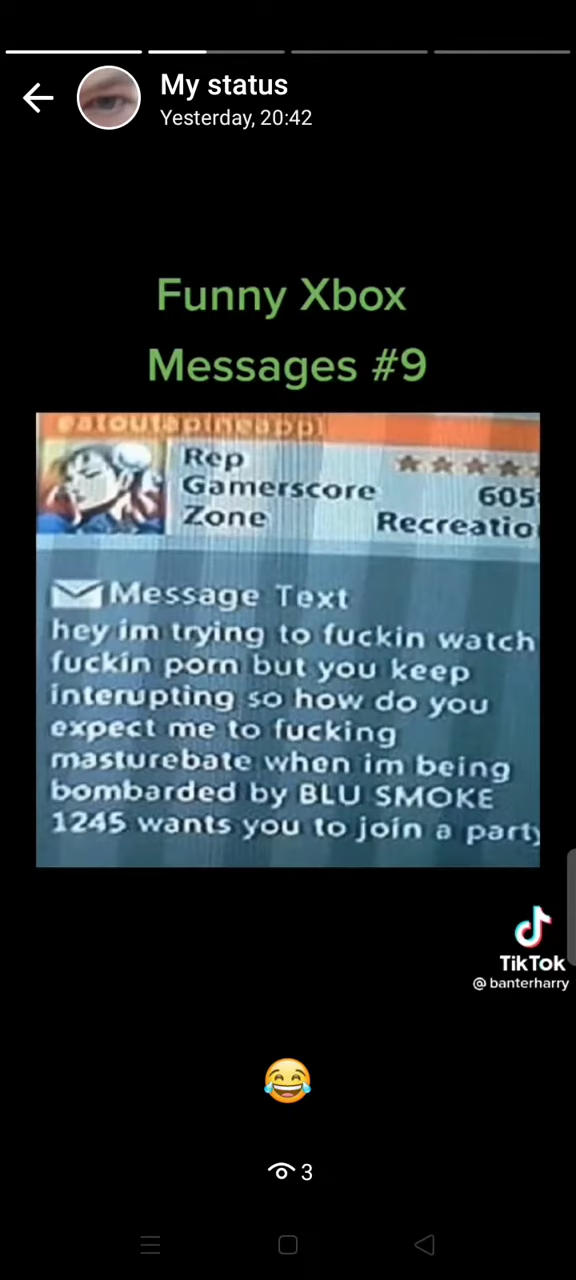 My status
Yesterday, 20:42
Funny Xbox
Messages #9
eatoutapineappl
Rep
Gamerscore 605
Zone Recreatio
Message Text
hey im trying to fuckin watch
fuckin porn but you keep
interupting so how do you
expect me to fucking
masturebate when im being
bombarded by BLU SMOKE
1245 wants you to join a party
TikTok
@banterharry
3